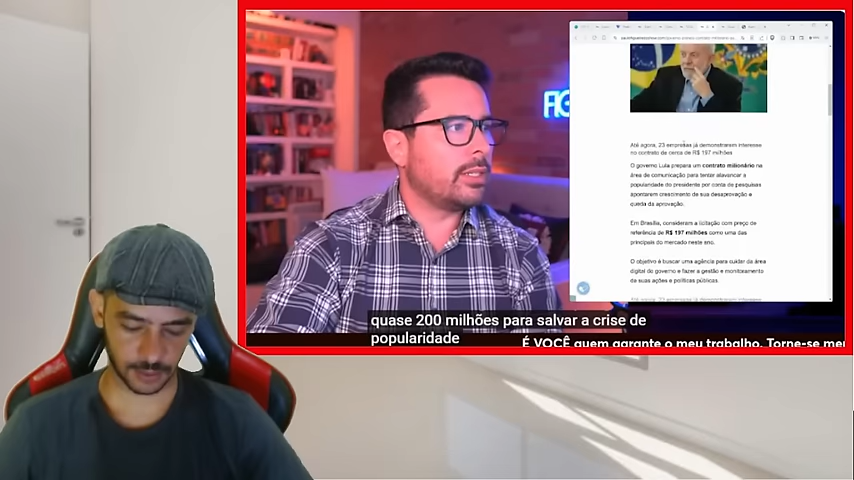 FIG
Até agora, 23 empresas já demonstraram interesse
no contrato de cerca de R$ 197 milhões
O governo Lula prepara um contrato milionário na
área de comunicação para tentar alavancar a
popularidade do presidente por conta de pesquisas
apontarem crescimento de sua desaprovação e
queda da aprovação.
Em Brasília, consideram a licitação com preço de
referência de R$ 197 milhões como uma das
principais do mercado neste ano.
O objetivo é buscar uma agência para cuidar da área
digital do governo e fazer a gestão e monitoramento
de suas ações e políticas públicas.
quase 200 milhões para salvar a crise de
popularidade
É VOCÊ quem garante o meu trabalho. Torne-se me